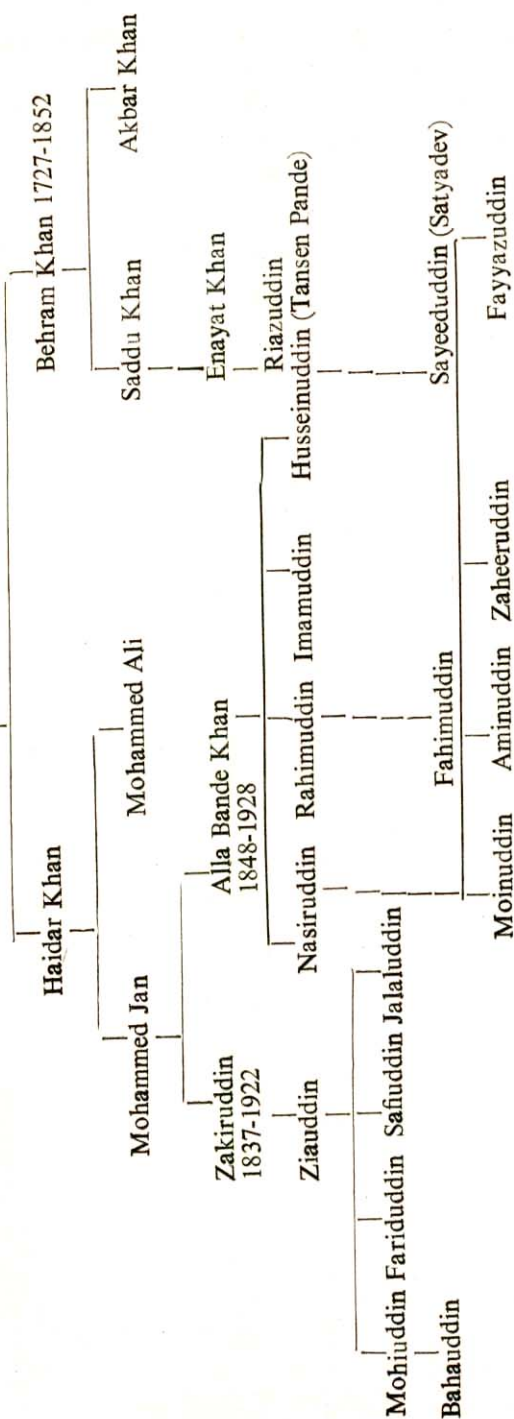 Behram Khan 1727-1852
Haidar Khan
Akbar Khan
Saddu Khan
Mohammed Ali
Mohammed Jan
Enayat Khan
Alla Bande Khan
1848-1928
Zakiruddin
1837-1922
Riazuddin
Husseinuddin (Tansen Pande)
Imamuddin
Rahimuddin
Nasiruddin
Ziauddin
Sayeeduddin (Satyadev)
Fahimuddin
Mohiuddin Fariduddin Safiuddin Jalaluddin
Fayyazuddin
Moinuddin Aminuddin Zaheeruddin
Bahauddin